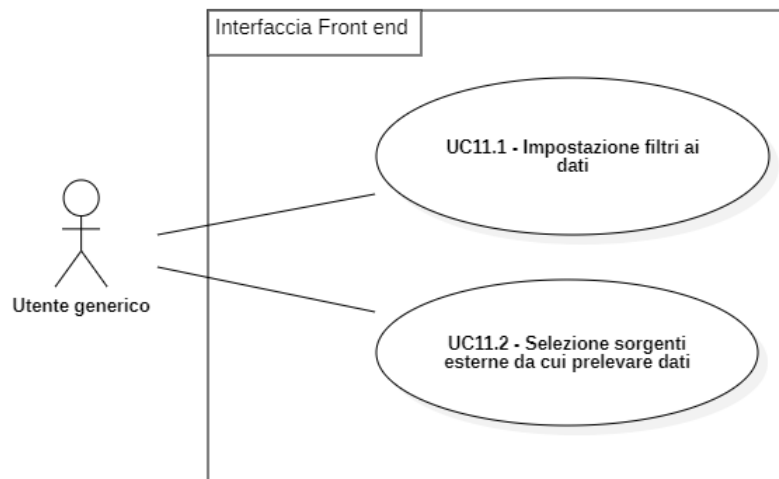 Interfaccia Front end
UC11.1 - Impostazione filtri ai
dati
Utente generico
UC11.2 - Selezione sorgenti
esterne da cui prelevare dati